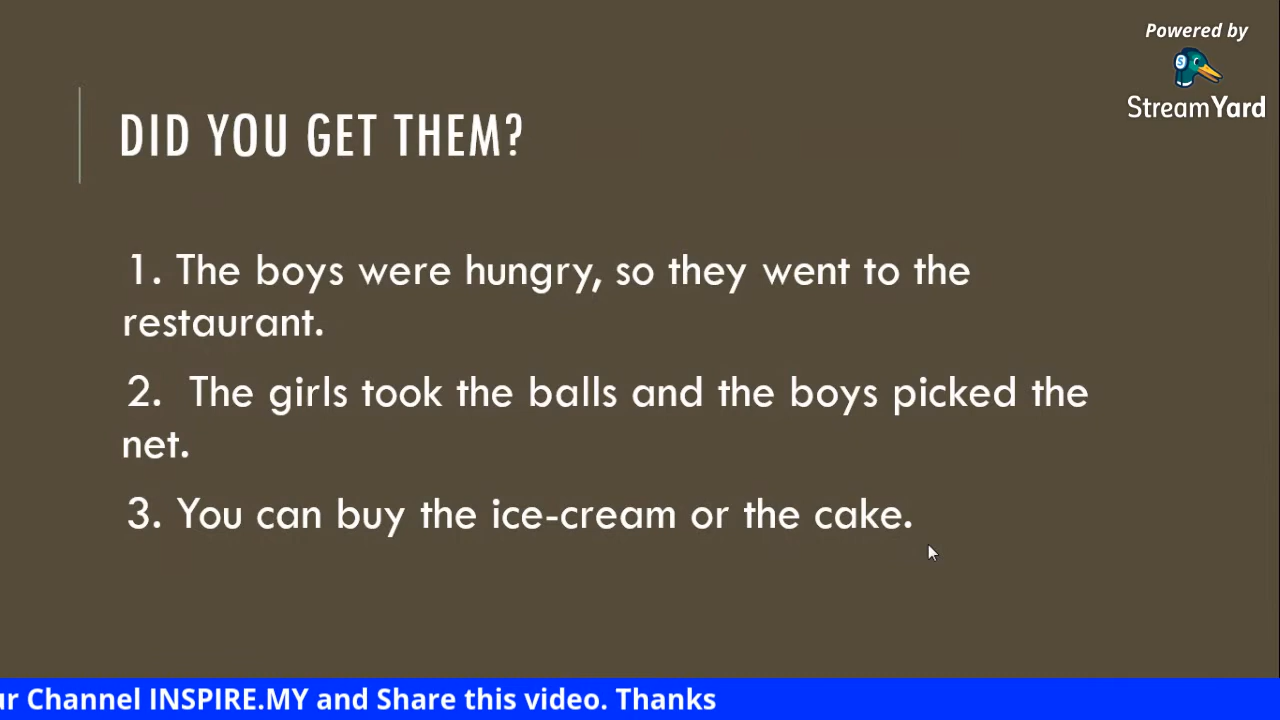 Powered by
StreamYard
DID YOU GET THEM?
1. The boys were hungry, so they went to the
restaurant.
2. The girls took the balls and the boys picked the
net.
3. You can buy the ice-cream or the cake.
r Channel INSPIRE.MY and Share this video. Thanks